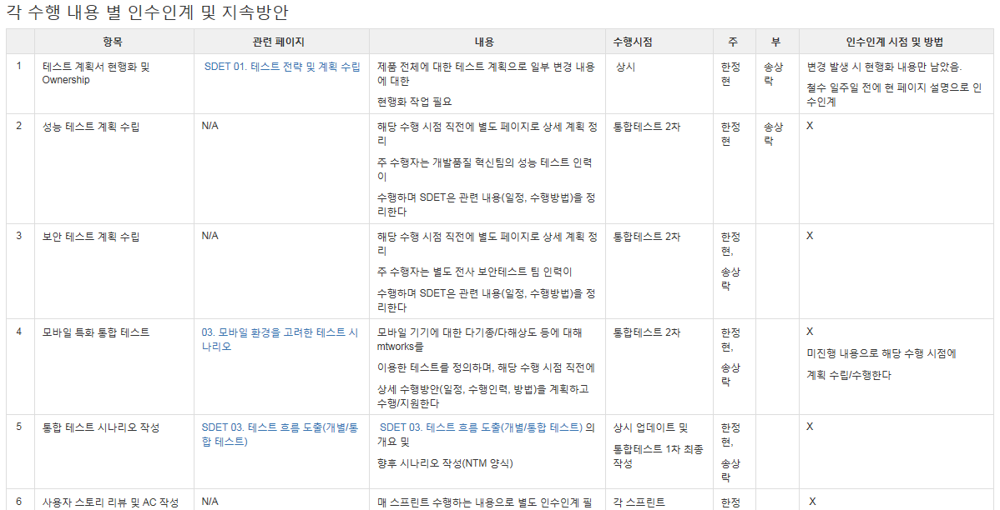 각 수행 내용 별 인수인계 및 지속방안
항목 관련 페이지 내용 수행시점 주 부 인수인계 시점 및 방법
1 테스트 계획서 현행화 및
Ownership
SDET 01. 테스트 전략 및 계획 수립
제품 전체에 대한 테스트 계획으로 일부 변경 내용
에 대한
현행화 작업 필요
상시
한정
현
송상
락
변경 발생 시 현행화 내용만 남았음.
철수 일주일 전에 현 페이지 설명으로 인
수인계
2 성능 테스트 계획 수립
N/A
해당 수행 시점 직전에 별도 페이지로 상세 계획 정
리
주 수행자는 개발품질 혁신팀의 성능 테스트 인력
이
수행하며 SDET은 관련 내용(일정, 수행방법)을 정
리한다
통합테스트 2차
한정
현
송상
락
X
3 보안 테스트 계획 수립
N/A
해당 수행 시점 직전에 별도 페이지로 상세 계획 정
리
주 수행자는 별도 전사 보안테스트 팀 인력이
수행하며 SDET은 관련 내용(일정, 수행방법)을 정
리한다
통합테스트 2차
한정
현,
송상
락
X
4 모바일 특화 통합 테스트
03. 모바일 환경을 고려한 테스트 시
나리오
모바일 기기에 대한 다기종/다해상도 등에 대해
mtworks를
이용한 테스트를 정의하며, 해당 수행 시점 직전에
상세 수행방안(일정, 수행인력, 방법)을 계획하고
수행/지원한다
통합테스트 2차
한정
현,
송상
락
X
미진행 내용으로 해당 수행 시점에
계획 수립/수행한다
5 통합 테스트 시나리오 작성
SDET 03. 테스트 흐름 도출(개별/통
합 테스트)
SDET 03. 테스트 흐름 도출(개별/통합 테스트) 의
개요 및
향후 시나리오 작성(NTM 양식)
상시 업데이트 및
통합테스트 1차 최종
작성
한정
현,
송상
락
X
6 사용자 스토리 리뷰 및 AC 작성
N/A
매 스프린트 수행하는 내용으로 별도 인수인계 필
각 스프린트
한정
X